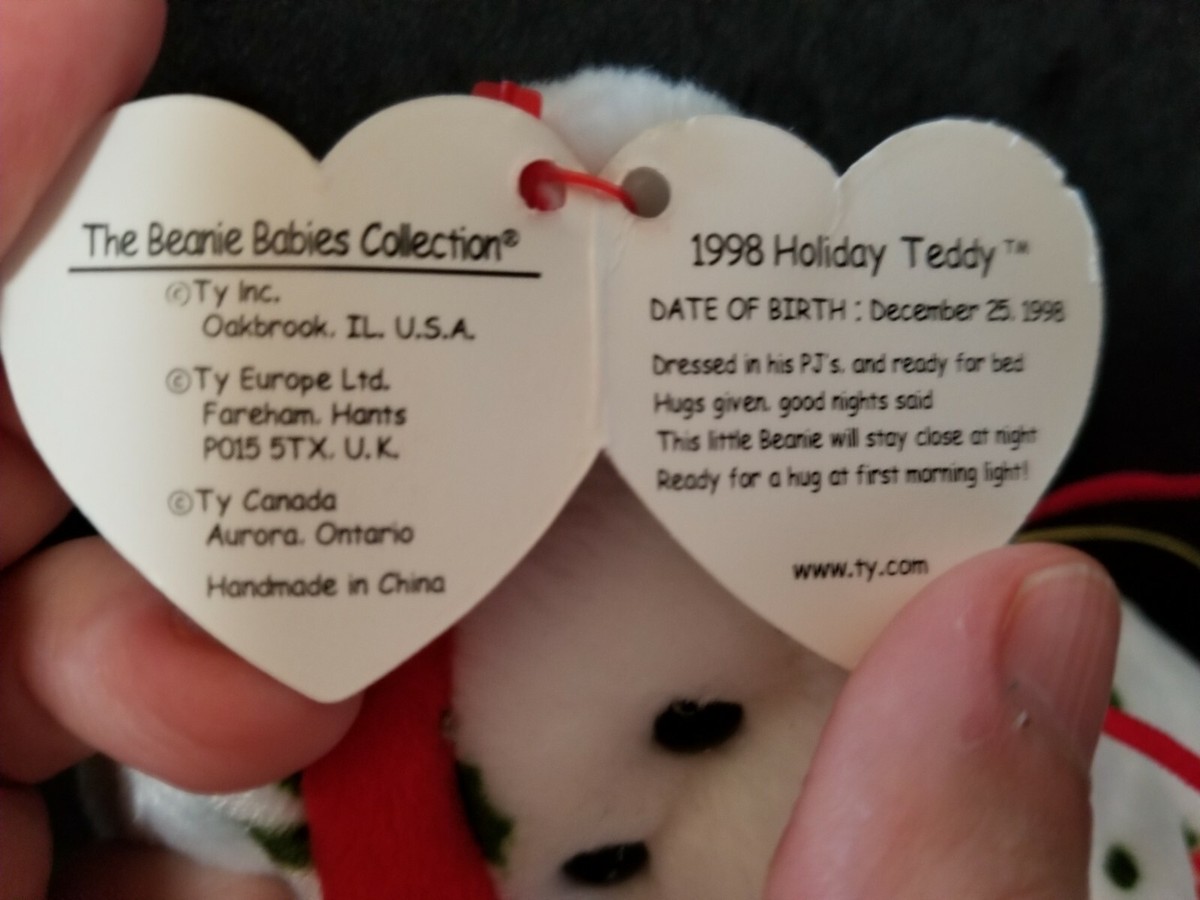 The Beanie Babies Collection®
©Ty Inc.
Oakbrook, IL, U.S.A.
©Ty Europe Ltd.
Fareham, Hants
PO15 5TX, U.K.
©Ty Canada
Aurora, Ontario
Handmade in China
1998 Holiday Teddy™
DATE OF BIRTH : December 25, 1998
Dressed in his PJ's, and ready for bed
Hugs given, good nights said
This little Beanie will stay close at night
Ready for a hug at first morning light!
www.ty.com